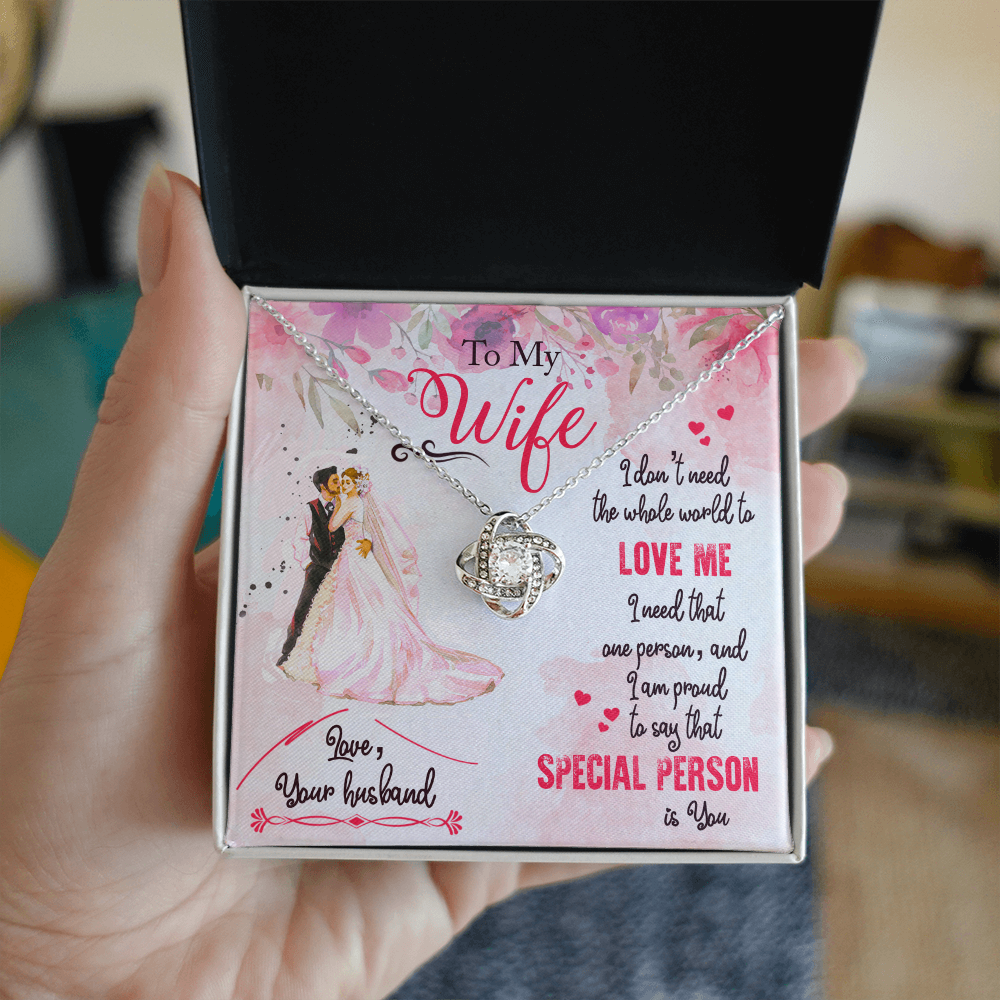 To My
Wife
I don't need
the whole world to
LOVE ME
I need that
one person, and
I am proud
to say that
SPECIAL PERSON
is You
Love,
Your husband